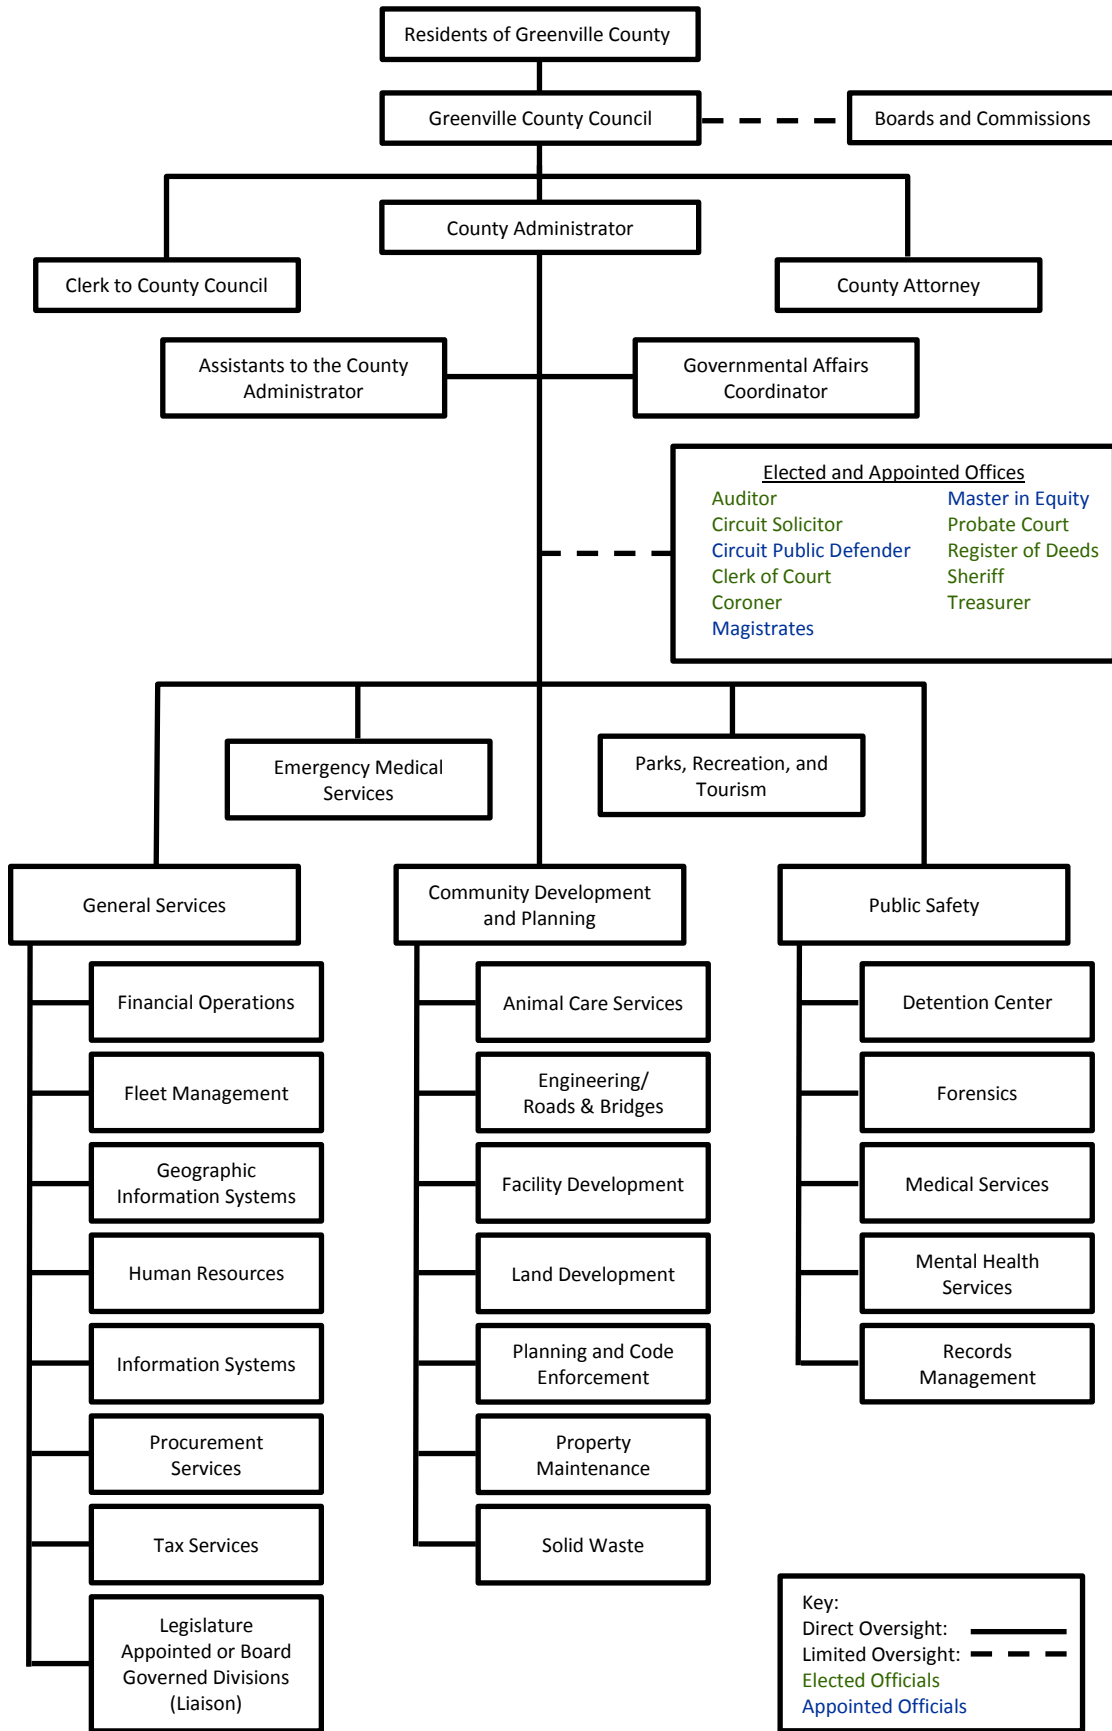 Residents of Greenville County
Greenville County Council
Boards and Commissions
County Administrator
Clerk to County Council
County Attorney
Assistants to the County
Administrator
Governmental Affairs
Coordinator
Elected and Appointed Offices
Auditor
Circuit Solicitor
Circuit Public Defender
Clerk of Court
Coroner
Magistrates
Master in Equity
Probate Court
Register of Deeds
Sheriff
Treasurer
Emergency Medical
Services
Parks, Recreation, and
Tourism
General Services
Financial Operations
Fleet Management
Geographic
Information Systems
Human Resources
Information Systems
Procurement
Services
Tax Services
Legislature
Appointed or Board
Governed Divisions
(Liaison)
Community Development
and Planning
Animal Care Services
Engineering/
Roads & Bridges
Facility Development
Land Development
Planning and Code
Enforcement
Property
Maintenance
Solid Waste
Public Safety
Detention Center
Forensics
Medical Services
Mental Health
Services
Records
Management
Key:
Direct Oversight:
Limited Oversight:
Elected Officials
Appointed Officials